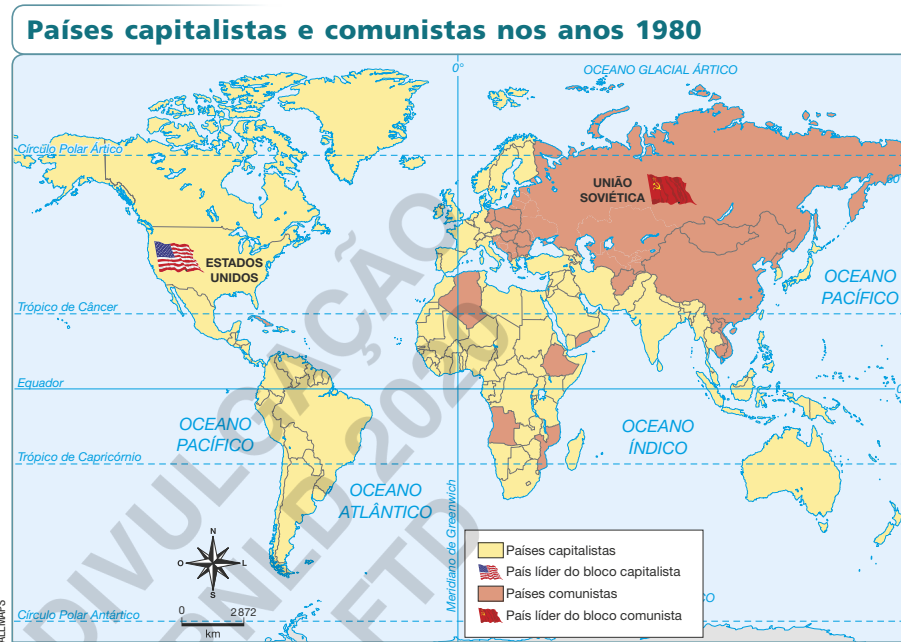 Países capitalistas e comunistas nos anos 1980
0°
OCEANO GLACIAL ÁRTICO
Círculo Polar Ártico
UNIÃO
SOVIÉTICA
ESTADOS
UNIDOS
OCEANO
PACÍFICO
Trópico de Câncer
Equador
OCEANO
PACÍFICO
OCEANO
ÍNDICO
Trópico de Capricórnio
OCEANO
ATLÂNTICO
Meridiano de Greenwich
N
O
L
S
0
2 872
km
Círculo Polar Antártico
Países capitalistas
País líder do bloco capitalista
Países comunistas
País líder do bloco comunista
ALLMAPS
DIVULGAÇÃO
PNLD 2020
FTD